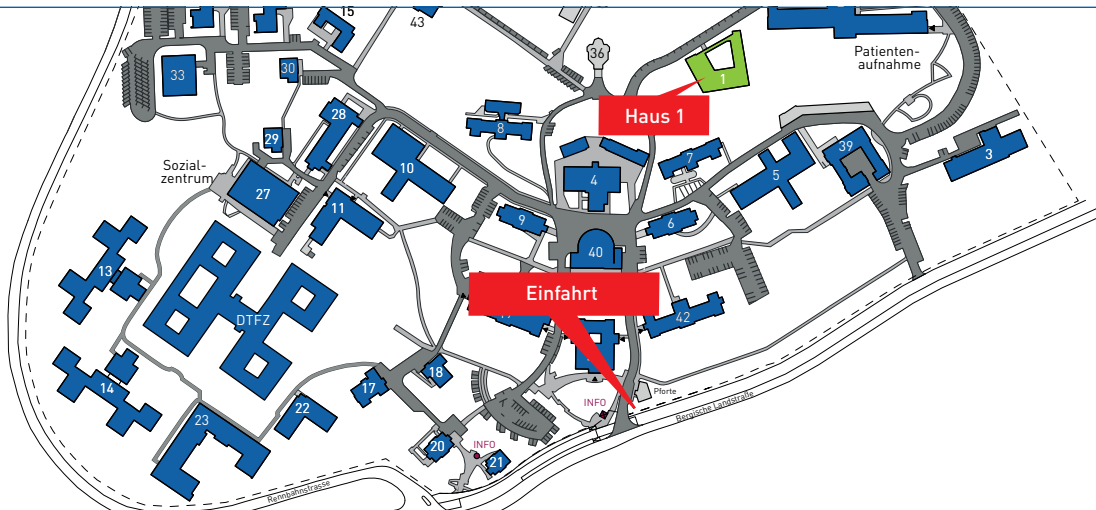 15
43
36
Patienten-
aufnahme
33
30
1
Haus 1
28
8
29
10
7
39
3
Sozial-
zentrum
5
4
27
11
9
6
40
13
Einfahrt
DTFZ
42
18
17
14
Pforte
INFO
Bergische Landstraße
22
23
20
INFO
21
Rennbahnstrasse